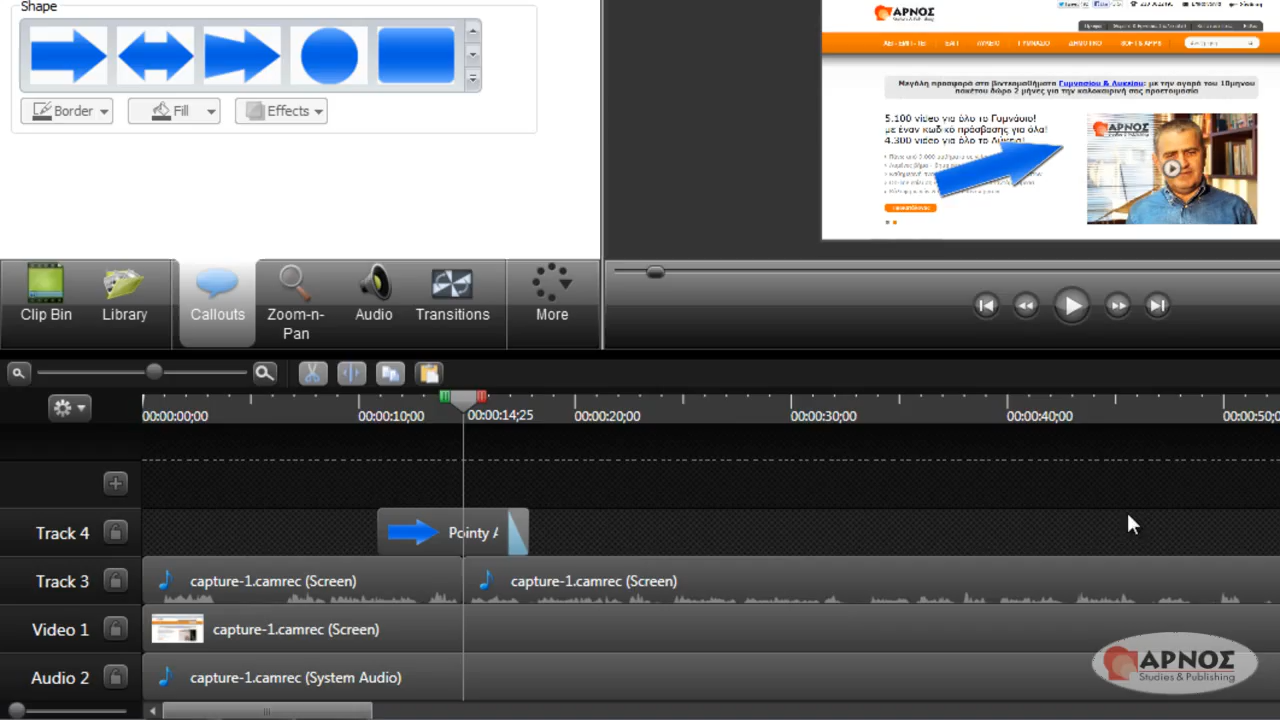 Shape
ΑΡΝΟΣ
Studies & Publishing
Border
Fill
Effects
ΓΥΜΝΑΣΙΟ
ΔΗΜΟΤΙΚΟ
Μεγάλη προσφορά στα βιντεομαθήματα Γυμνασίου & Λυκείου: με την αγορά του 10μηνου
πακέτου δώρο 2 μήνες για την καλοκαιρινή σας προετοιμασία
5.100 video για όλο το Γυμνάσιο!
με έναν κωδικό πρόσβασης για όλα!
4.300 video για όλο το Λύκειο!
ΑΡΝΟΣ
Clip Bin
Library
Callouts
Zoom-n-
Pan
Audio
Transitions
More
00:00:00;00
00:00:10;00
00:00:14;25
00:00:20;00
00:00:30;00
00:00:40;00
00:00:50;0
Track 4
Pointy A
Track 3
capture-1.camrec (Screen)
capture-1.camrec (Screen)
Video 1
capture-1.camrec (Screen)
Audio 2
capture-1.camrec (System Audio)
ΑΡΝΟΣ
Studies & Publishing